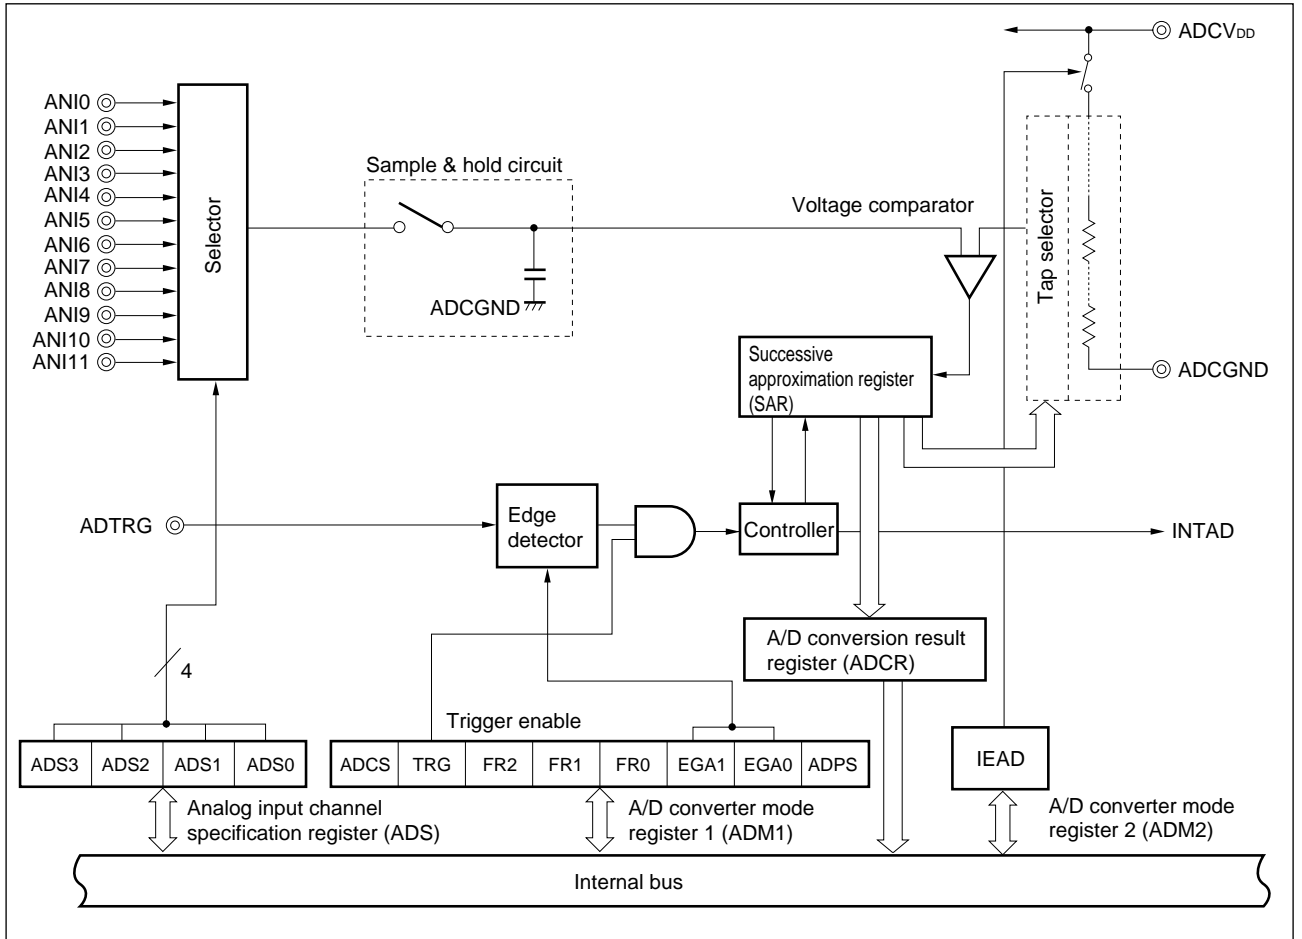 ADCVDD
ANI0
ANI1
ANI2
ANI3
ANI4
ANI5
ANI6
ANI7
ANI8
ANI9
ANI10
ANI11
Selector
Sample & hold circuit
ADCGND
Voltage comparator
Tap selector
ADCGND
Successive
approximation register
(SAR)
ADTRG
Edge
detector
Controller
INTAD
A/D conversion result
register (ADCR)
4
Trigger enable
ADS3 ADS2 ADS1 ADS0
ADCS TRG FR2 FR1 FR0 EGA1 EGA0 ADPS
IEAD
Analog input channel
specification register (ADS)
A/D converter mode
register 1 (ADM1)
A/D converter mode
register 2 (ADM2)
Internal bus